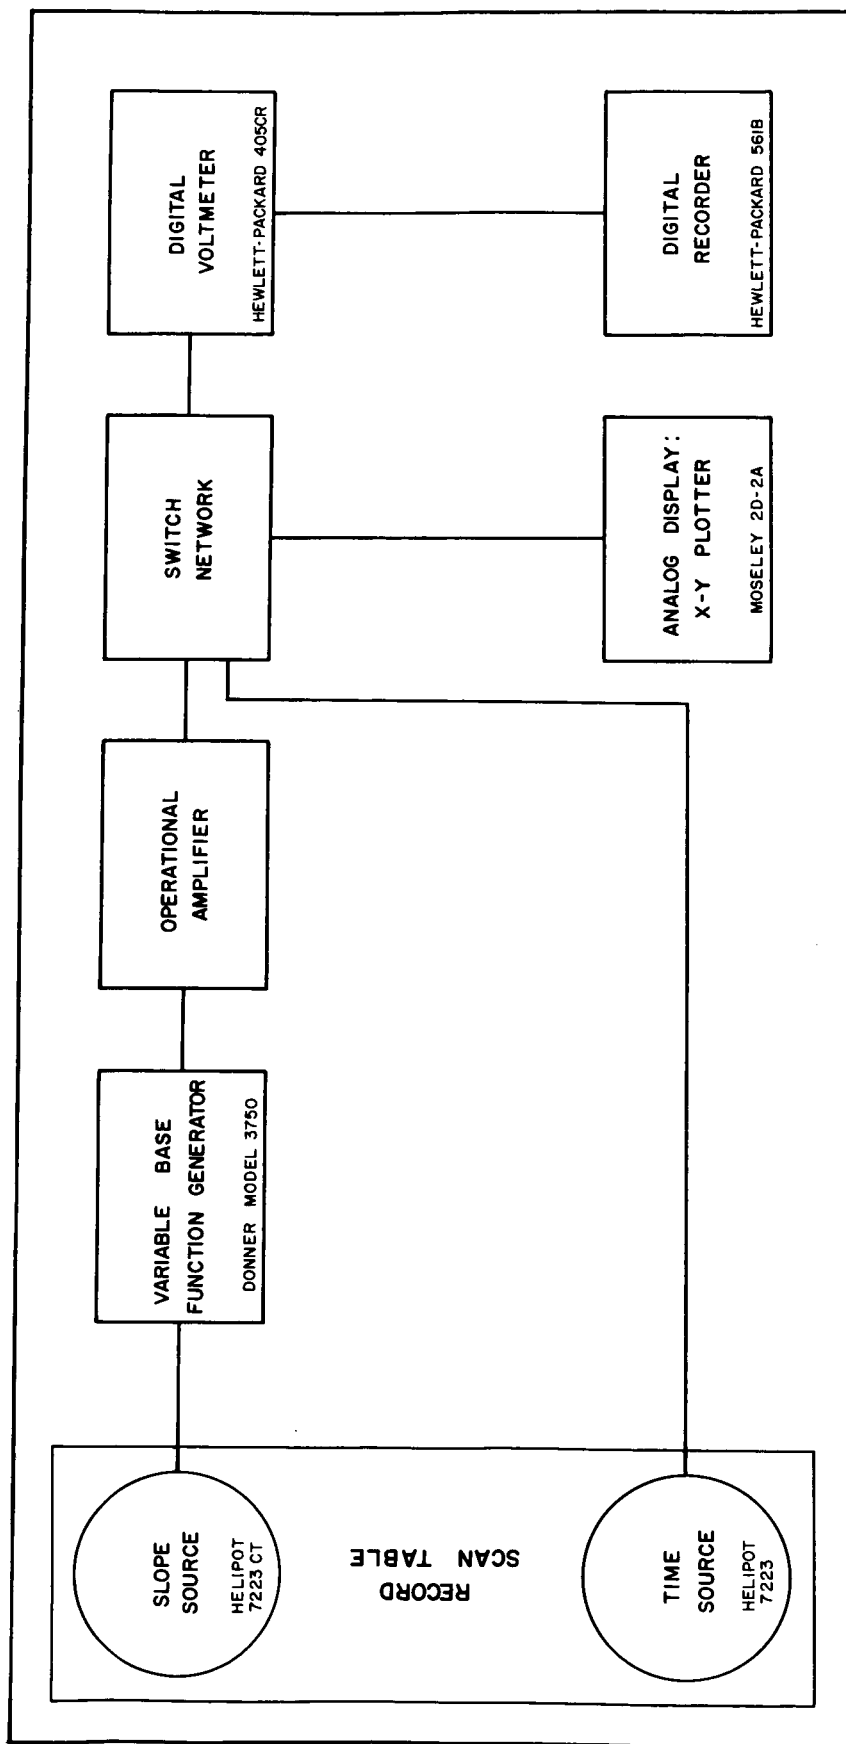 SLOPE
SOURCE
HELIPOT
7223 CT
RECORD
SCAN TABLE
TIME
SOURCE
HELIPOT
7223
VARIABLE BASE
FUNCTION GENERATOR
DONNER MODEL 3750
OPERATIONAL
AMPLIFIER
SWITCH
NETWORK
ANALOG DISPLAY:
X-Y PLOTTER
MOSELEY 2D-2A
DIGITAL
VOLTMETER
HEWLETT-PACKARD 405CR
DIGITAL
RECORDER
HEWLETT-PACKARD 561B